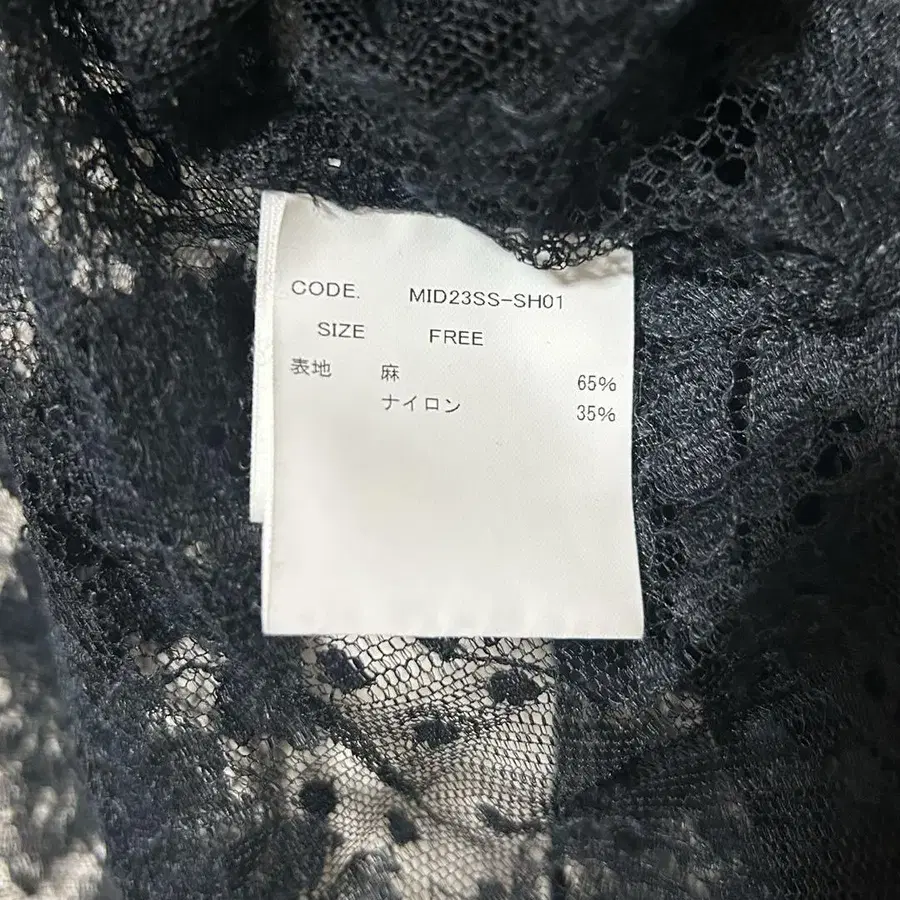 CODE. MID23SS-SH01
SIZE FREE
表地 麻 65%
ナイロン 35%